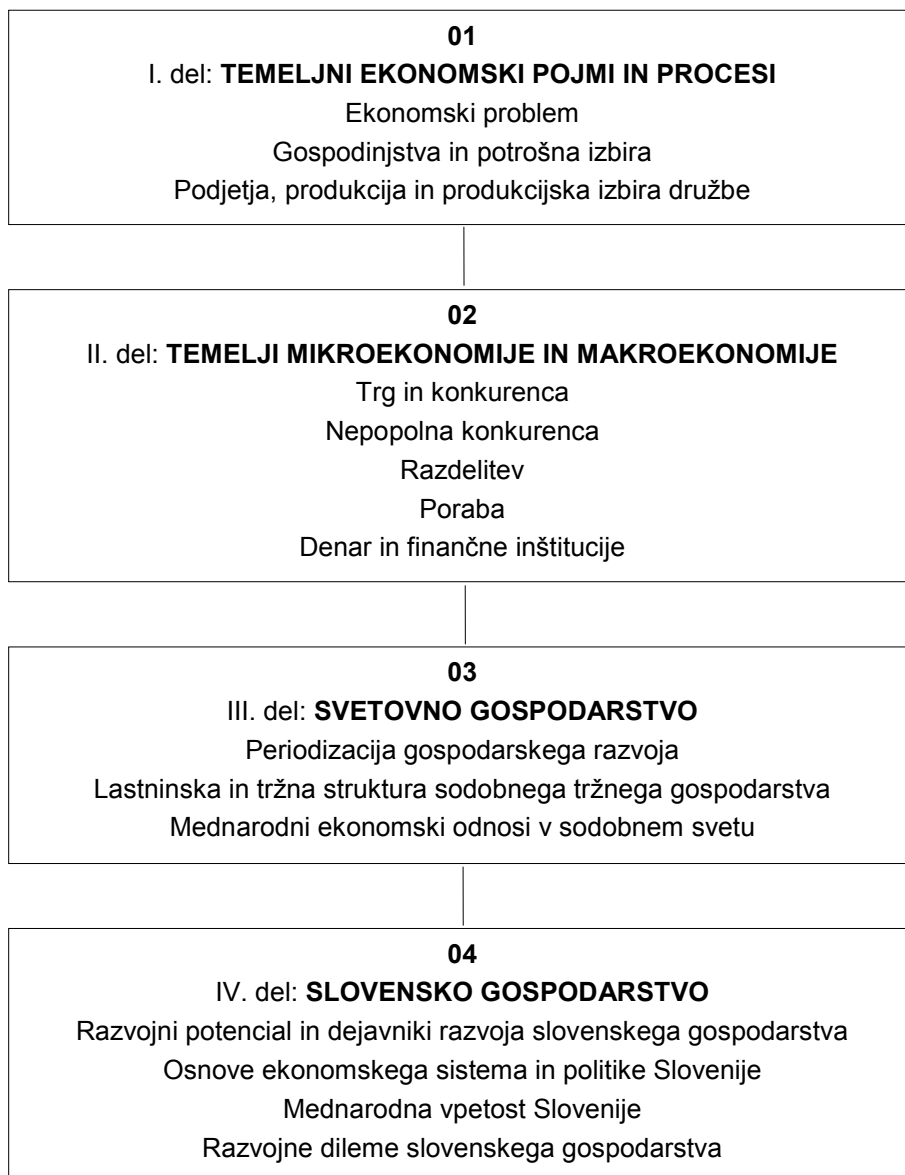 01
I. del: TEMELJNI EKONOMSKI POJMI IN PROCESI
Ekonomski problem
Gospodinjstva in potrošna izbira
Podjetja, produkcija in produkcijska izbira družbe
02
II. del: TEMELJI MIKROEKONOMIJE IN MAKROEKONOMIJE
Trg in konkurenca
Nepopolna konkurenca
Razdelitev
Poraba
Denar in finančne inštitucije
03
III. del: SVETOVNO GOSPODARSTVO
Periodizacija gospodarskega razvoja
Lastninska in tržna struktura sodobnega tržnega gospodarstva
Mednarodni ekonomski odnosi v sodobnem svetu
04
IV. del: SLOVENSKO GOSPODARSTVO
Razvojni potencial in dejavniki razvoja slovenskega gospodarstva
Osnove ekonomskega sistema in politike Slovenije
Mednarodna vpetost Slovenije
Razvojne dileme slovenskega gospodarstva